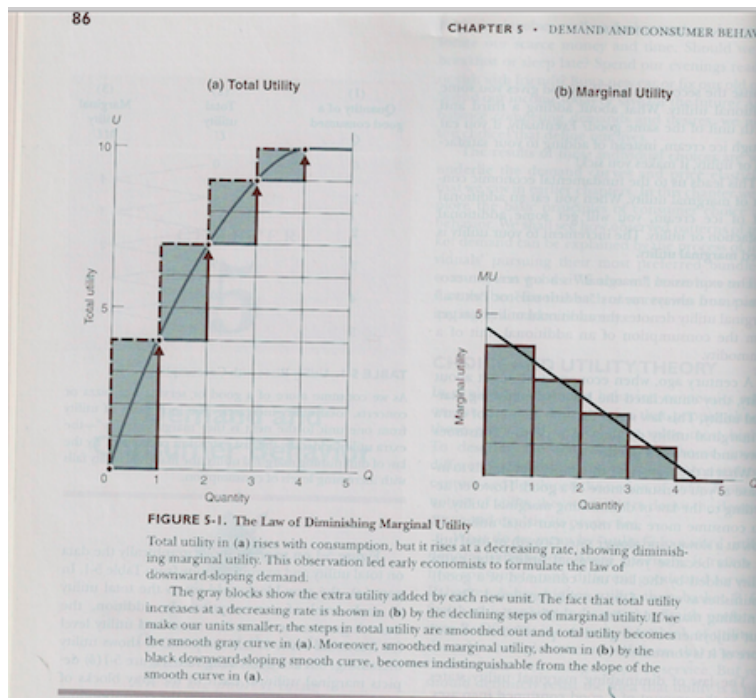 86
CHAPTER 5 • DEMAND AND CONSUMER BEHAV
(a) Total Utility
U
10
Total utility
5
0 1 2 3 4 5 Q
Quantity
(b) Marginal Utility
MU
5
Marginal utility
0 1 2 3 4 5 Q
Quantity
FIGURE 5-1. The Law of Diminishing Marginal Utility
Total utility in (a) rises with consumption, but it rises at a decreasing rate, showing diminish-
ing marginal utility. This observation led early economists to formulate the law of
downward-sloping demand.
The gray blocks show the extra utility added by each new unit. The fact that total utility
increases at a decreasing rate is shown in (b) by the declining steps of marginal utility. If we
make our units smaller, the steps in total utility are smoothed out and total utility becomes
the smooth gray curve in (a). Moreover, smoothed marginal utility, shown in (b) by the
black downward-sloping smooth curve, becomes indistinguishable from the slope of the
smooth curve in (a).